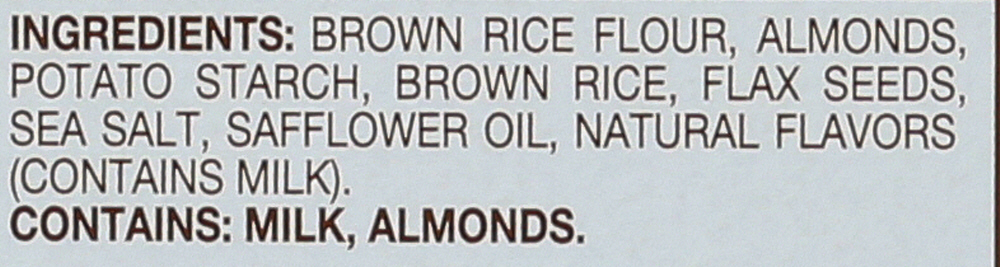 INGREDIENTS: BROWN RICE FLOUR, ALMONDS,
POTATO STARCH, BROWN RICE, FLAX SEEDS,
SEA SALT, SAFFLOWER OIL, NATURAL FLAVORS
(CONTAINS MILK).
CONTAINS: MILK, ALMONDS.